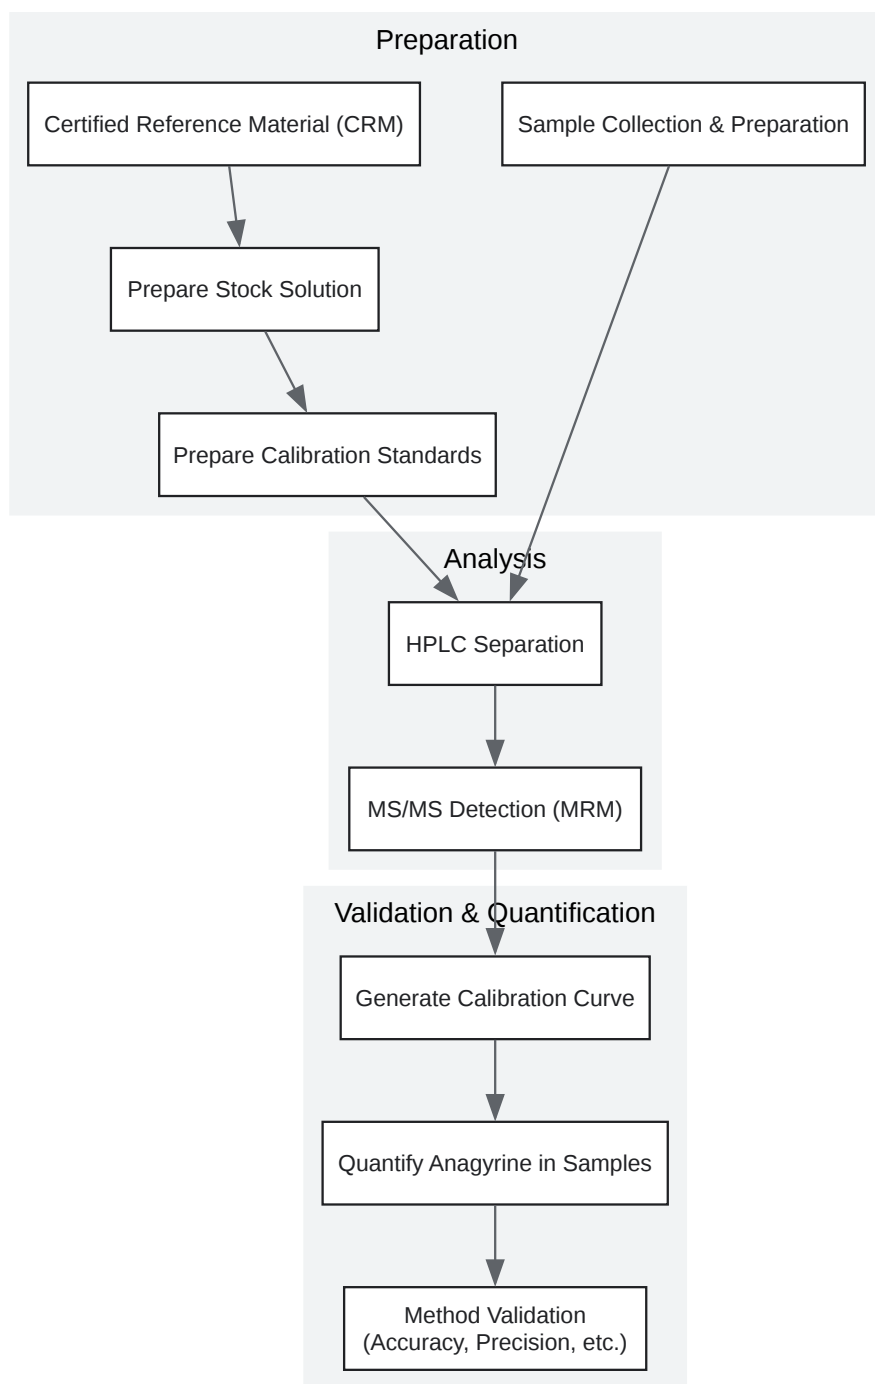 Preparation
Certified Reference Material (CRM)
Sample Collection & Preparation
Prepare Stock Solution
Prepare Calibration Standards
Analysis
HPLC Separation
MS/MS Detection (MRM)
Validation & Quantification
Generate Calibration Curve
Quantify Anagyrine in Samples
Method Validation
(Accuracy, Precision, etc.)